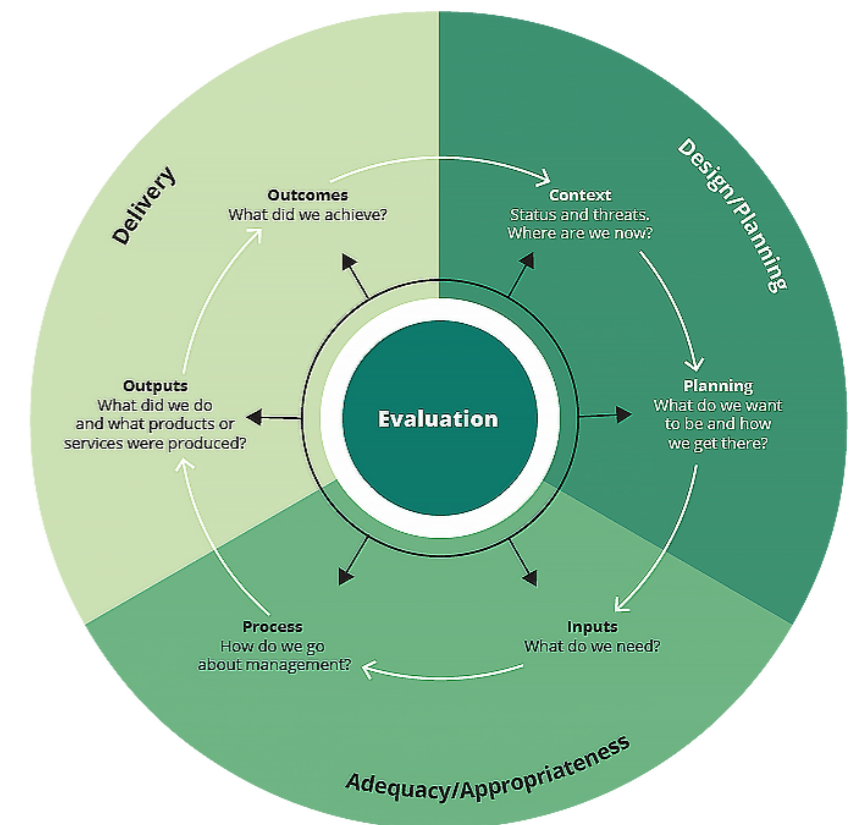 Delivery
Design/Planning
Outcomes
What did we achieve?
Context
Status and threats.
Where are we now?
Outputs
What did we do
and what products or
services were produced?
Evaluation
Planning
What do we want
to be and how
we get there?
Process
How do we go
about management?
Inputs
What do we need?
Adequacy/Appropriateness